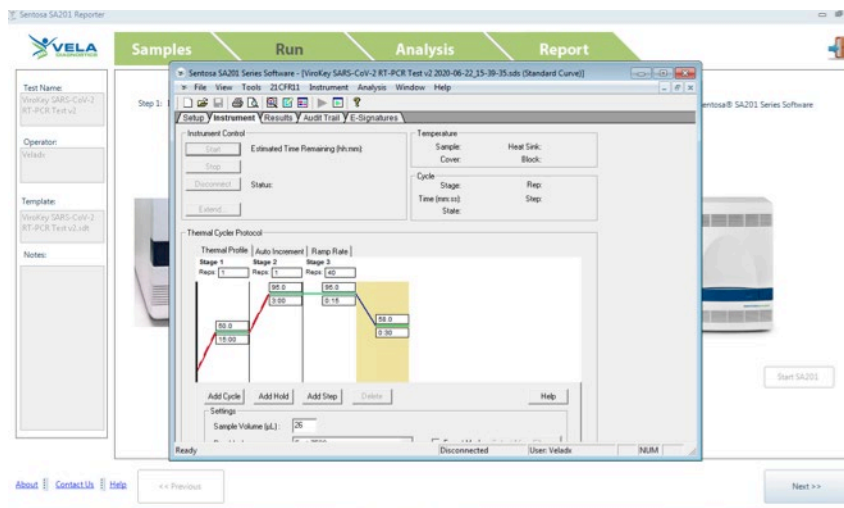 Sentosa SA201 Reporter
VELA
DIAGNOSTICS
Samples
Run
Analysis
Report
Test Name:
ViroKey SARS-CoV-2
RT-PCR Test v2
Operator:
Veladx
Template:
ViroKey SARS-CoV-2
RT-PCR Test v2.sdt
Notes:
Step 1:
entosa® SA201 Series Software
Sentosa SA201 Series Software - [ViroKey SARS-CoV-2 RT-PCR Test v2 2020-06-22_15-39-35.sds (Standard Curve)]
File View Tools 21CFR11 Instrument Analysis Window Help
Setup Instrument Results Audit Trail E-Signatures
Instrument Control
Start Estimated Time Remaining (hh:mm):
Stop
Disconnect Status:
Extend...
Temperature
Sample: Heat Sink:
Cover: Block:
Cycle
Stage: Rep:
Time (mm:ss): Step:
State:
Thermal Cycler Protocol
Thermal Profile Auto Increment Ramp Rate
Stage 1 Stage 2 Stage 3
Reps: 1 Reps: 1 Reps: 40
95.0 95.0
3:00 0:15
50.0
15:00
58.0
0:30
Add Cycle Add Hold Add Step Delete Help
Settings
Sample Volume (µL): 26
Ready Disconnected User: Veladx NUM
Start SA201
About Contact Us Help << Previous Next >>